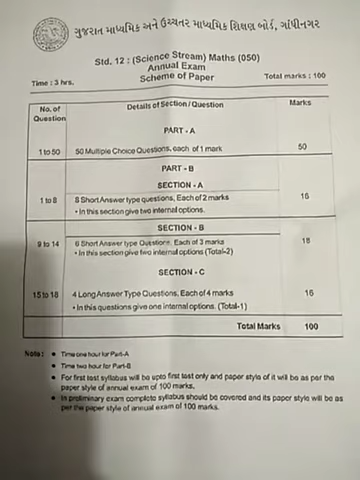 ગુજરાત માધ્યમિક અને ઉચ્ચતર માધ્યમિક શિક્ષણ બોર્ડ, ગાંધીનગર
Std. 12 : (Science Stream) Maths (050)
Annual Exam
Time : 3 hrs. Scheme of Paper Total marks : 100
No. of Question Details of Section / Question Marks
PART - A
1 to 50 50 Multiple Choice Questions, each of 1 mark 50
PART - B
SECTION - A
1 to 8 8 Short Answer type questions, Each of 2 marks 16
• In this section give two internal options.
SECTION - B
9 to 14 6 Short Answer type Questions, Each of 3 marks 18
• In this section give two internal options (Total-2)
SECTION - C
15 to 18 4 Long Answer Type Questions, Each of 4 marks 16
• In this questions give one internal options. (Total-1)
Total Marks 100
Note : • Time one hour for Part-A
• Time two hour for Part-B
• For first test syllabus will be upto first test only and paper style of it will be as per the
paper style of annual exam of 100 marks.
• In preliminary exam complete syllabus should be covered and its paper style will be as
per the paper style of annual exam of 100 marks.